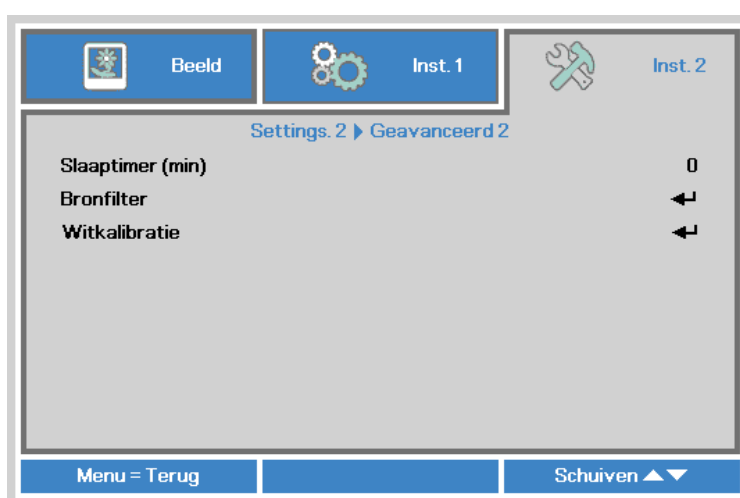 Beeld
Inst. 1
Inst. 2
Settings. 2 Geavanceerd 2
Slaaptimer (min) 0
Bronfilter
Witkalibratie
Menu = Terug
Schuiven